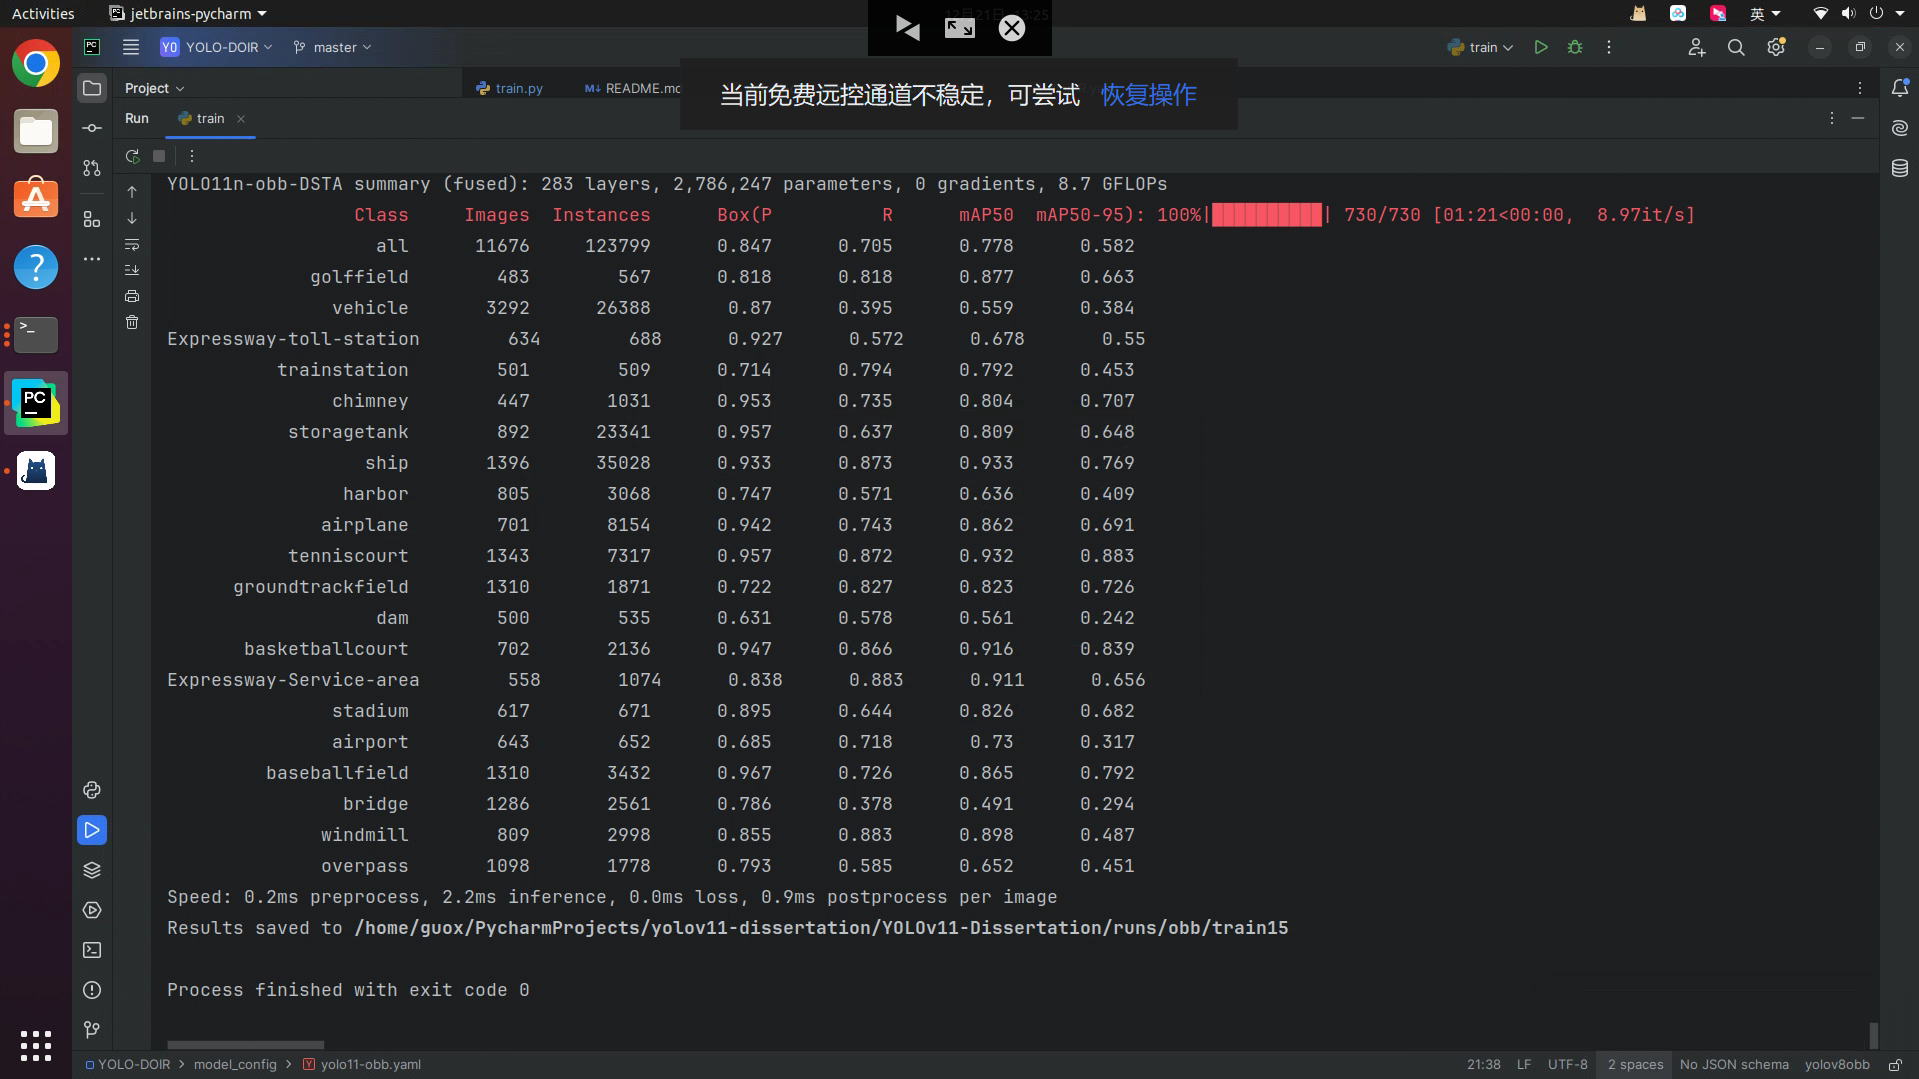 Activities jetbrains-pycharm 英
YO YOLO-DOIR master train
Project train.py README.md
当前免费远控通道不稳定，可尝试 恢复操作
Run train
YOLO11n-obb-DSTA summary (fused): 283 layers, 2,786,247 parameters, 0 gradients, 8.7 GFLOPs
Class Images Instances Box(P R mAP50 mAP50-95): 100%|██████████| 730/730 [01:21<00:00, 8.97it/s]
all 11676 123799 0.847 0.705 0.778 0.582
golffield 483 567 0.818 0.818 0.877 0.663
vehicle 3292 26388 0.87 0.395 0.559 0.384
Expressway-toll-station 634 688 0.927 0.572 0.678 0.55
trainstation 501 509 0.714 0.794 0.792 0.453
chimney 447 1031 0.953 0.735 0.804 0.707
storagetank 892 23341 0.957 0.637 0.809 0.648
ship 1396 35028 0.933 0.873 0.933 0.769
harbor 805 3068 0.747 0.571 0.636 0.409
airplane 701 8154 0.942 0.743 0.862 0.691
tenniscourt 1343 7317 0.957 0.872 0.932 0.883
groundtrackfield 1310 1871 0.722 0.827 0.823 0.726
dam 500 535 0.631 0.578 0.561 0.242
basketballcourt 702 2136 0.947 0.866 0.916 0.839
Expressway-Service-area 558 1074 0.838 0.883 0.911 0.656
stadium 617 671 0.895 0.644 0.826 0.682
airport 643 652 0.685 0.718 0.73 0.317
baseballfield 1310 3432 0.967 0.726 0.865 0.792
bridge 1286 2561 0.786 0.378 0.491 0.294
windmill 809 2998 0.855 0.883 0.898 0.487
overpass 1098 1778 0.793 0.585 0.652 0.451
Speed: 0.2ms preprocess, 2.2ms inference, 0.0ms loss, 0.9ms postprocess per image
Results saved to /home/guox/PycharmProjects/yolov11-dissertation/YOLOv11-Dissertation/runs/obb/train15
Process finished with exit code 0
YOLO-DOIR > model_config > yolo11-obb.yaml 21:38 LF UTF-8 2 spaces No JSON schema yolov8obb